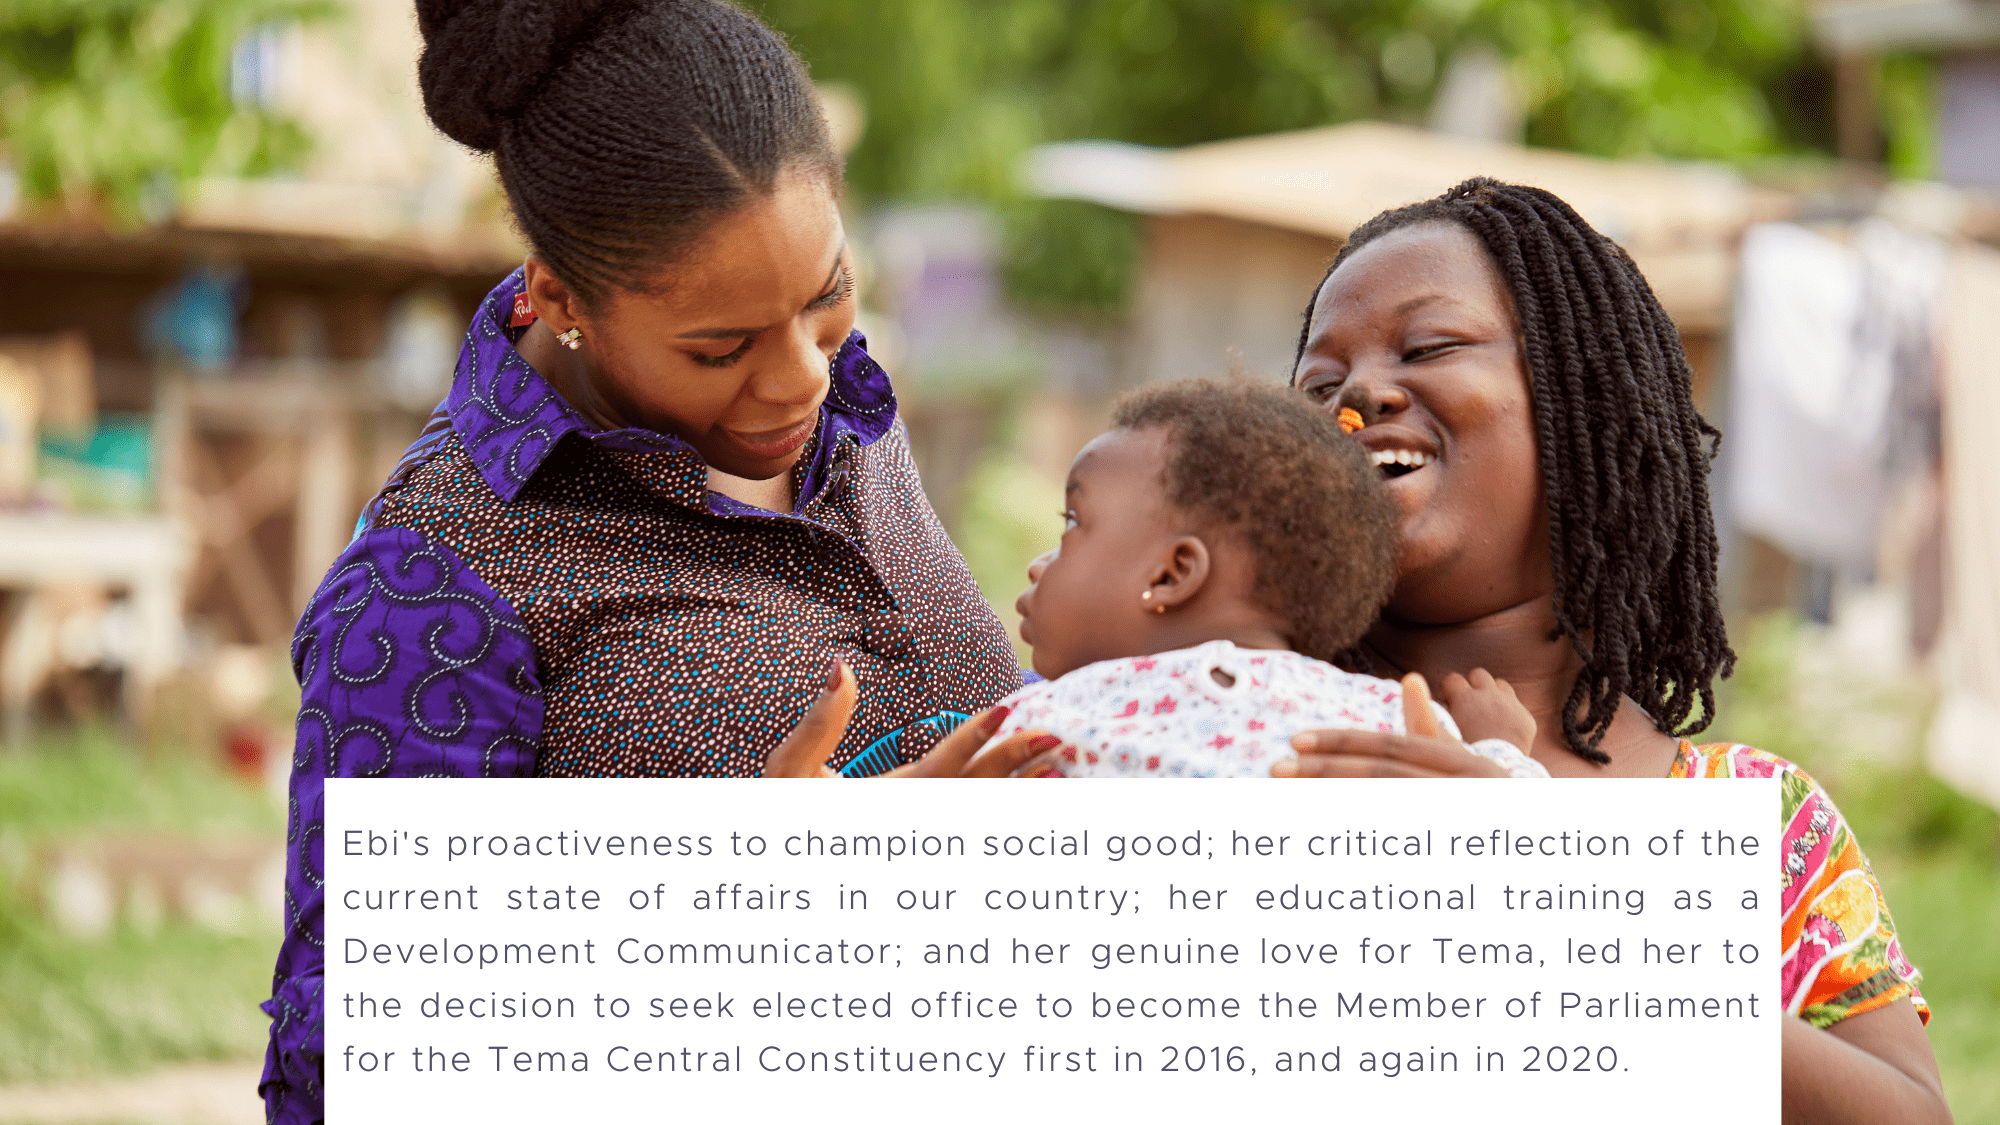 Ebi's proactiveness to champion social good; her critical reflection of the
current state of affairs in our country; her educational training as a
Development Communicator; and her genuine love for Tema, led her to
the decision to seek elected office to become the Member of Parliament
for the Tema Central Constituency first in 2016, and again in 2020.